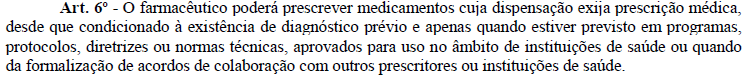 Art. 6º - O farmacêutico poderá prescrever medicamentos cuja dispensação exija prescrição médica,
desde que condicionado à existência de diagnóstico prévio e apenas quando estiver previsto em programas,
protocolos, diretrizes ou normas técnicas, aprovados para uso no âmbito de instituições de saúde ou quando
da formalização de acordos de colaboração com outros prescritores ou instituições de saúde.